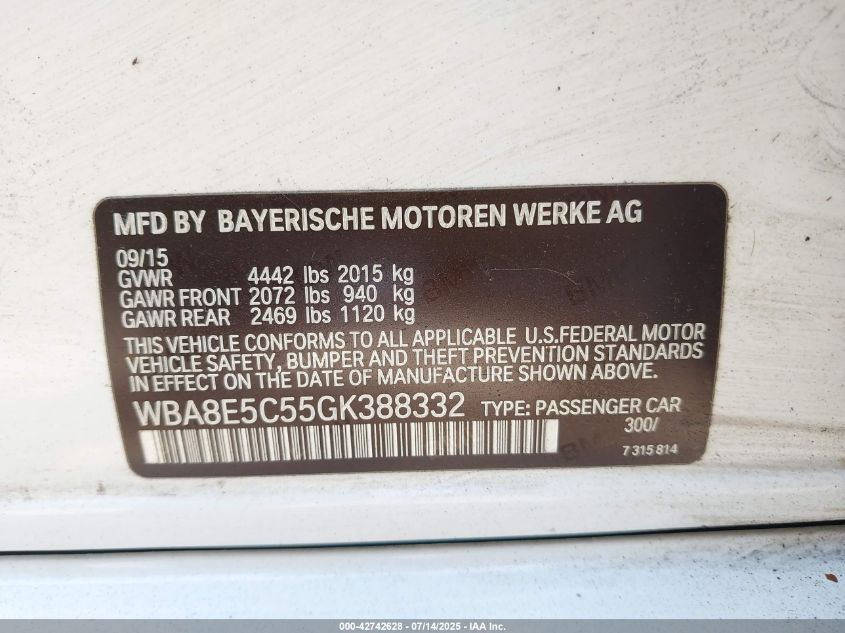 MFD BY BAYERISCHE MOTOREN WERKE AG
09/15
GVWR 4442 lbs 2015 kg
GAWR FRONT 2072 lbs 940 kg
GAWR REAR 2469 lbs 1120 kg
THIS VEHICLE CONFORMS TO ALL APPLICABLE U.S.FEDERAL MOTOR
VEHICLE SAFETY, BUMPER AND THEFT PREVENTION STANDARDS
IN EFFECT ON THE DATE OF MANUFACTURE SHOWN ABOVE.
WBA8E5C55GK388332 TYPE: PASSENGER CAR
300/
7 315 814
000-42742628 - 07/14/2025 - IAA Inc.